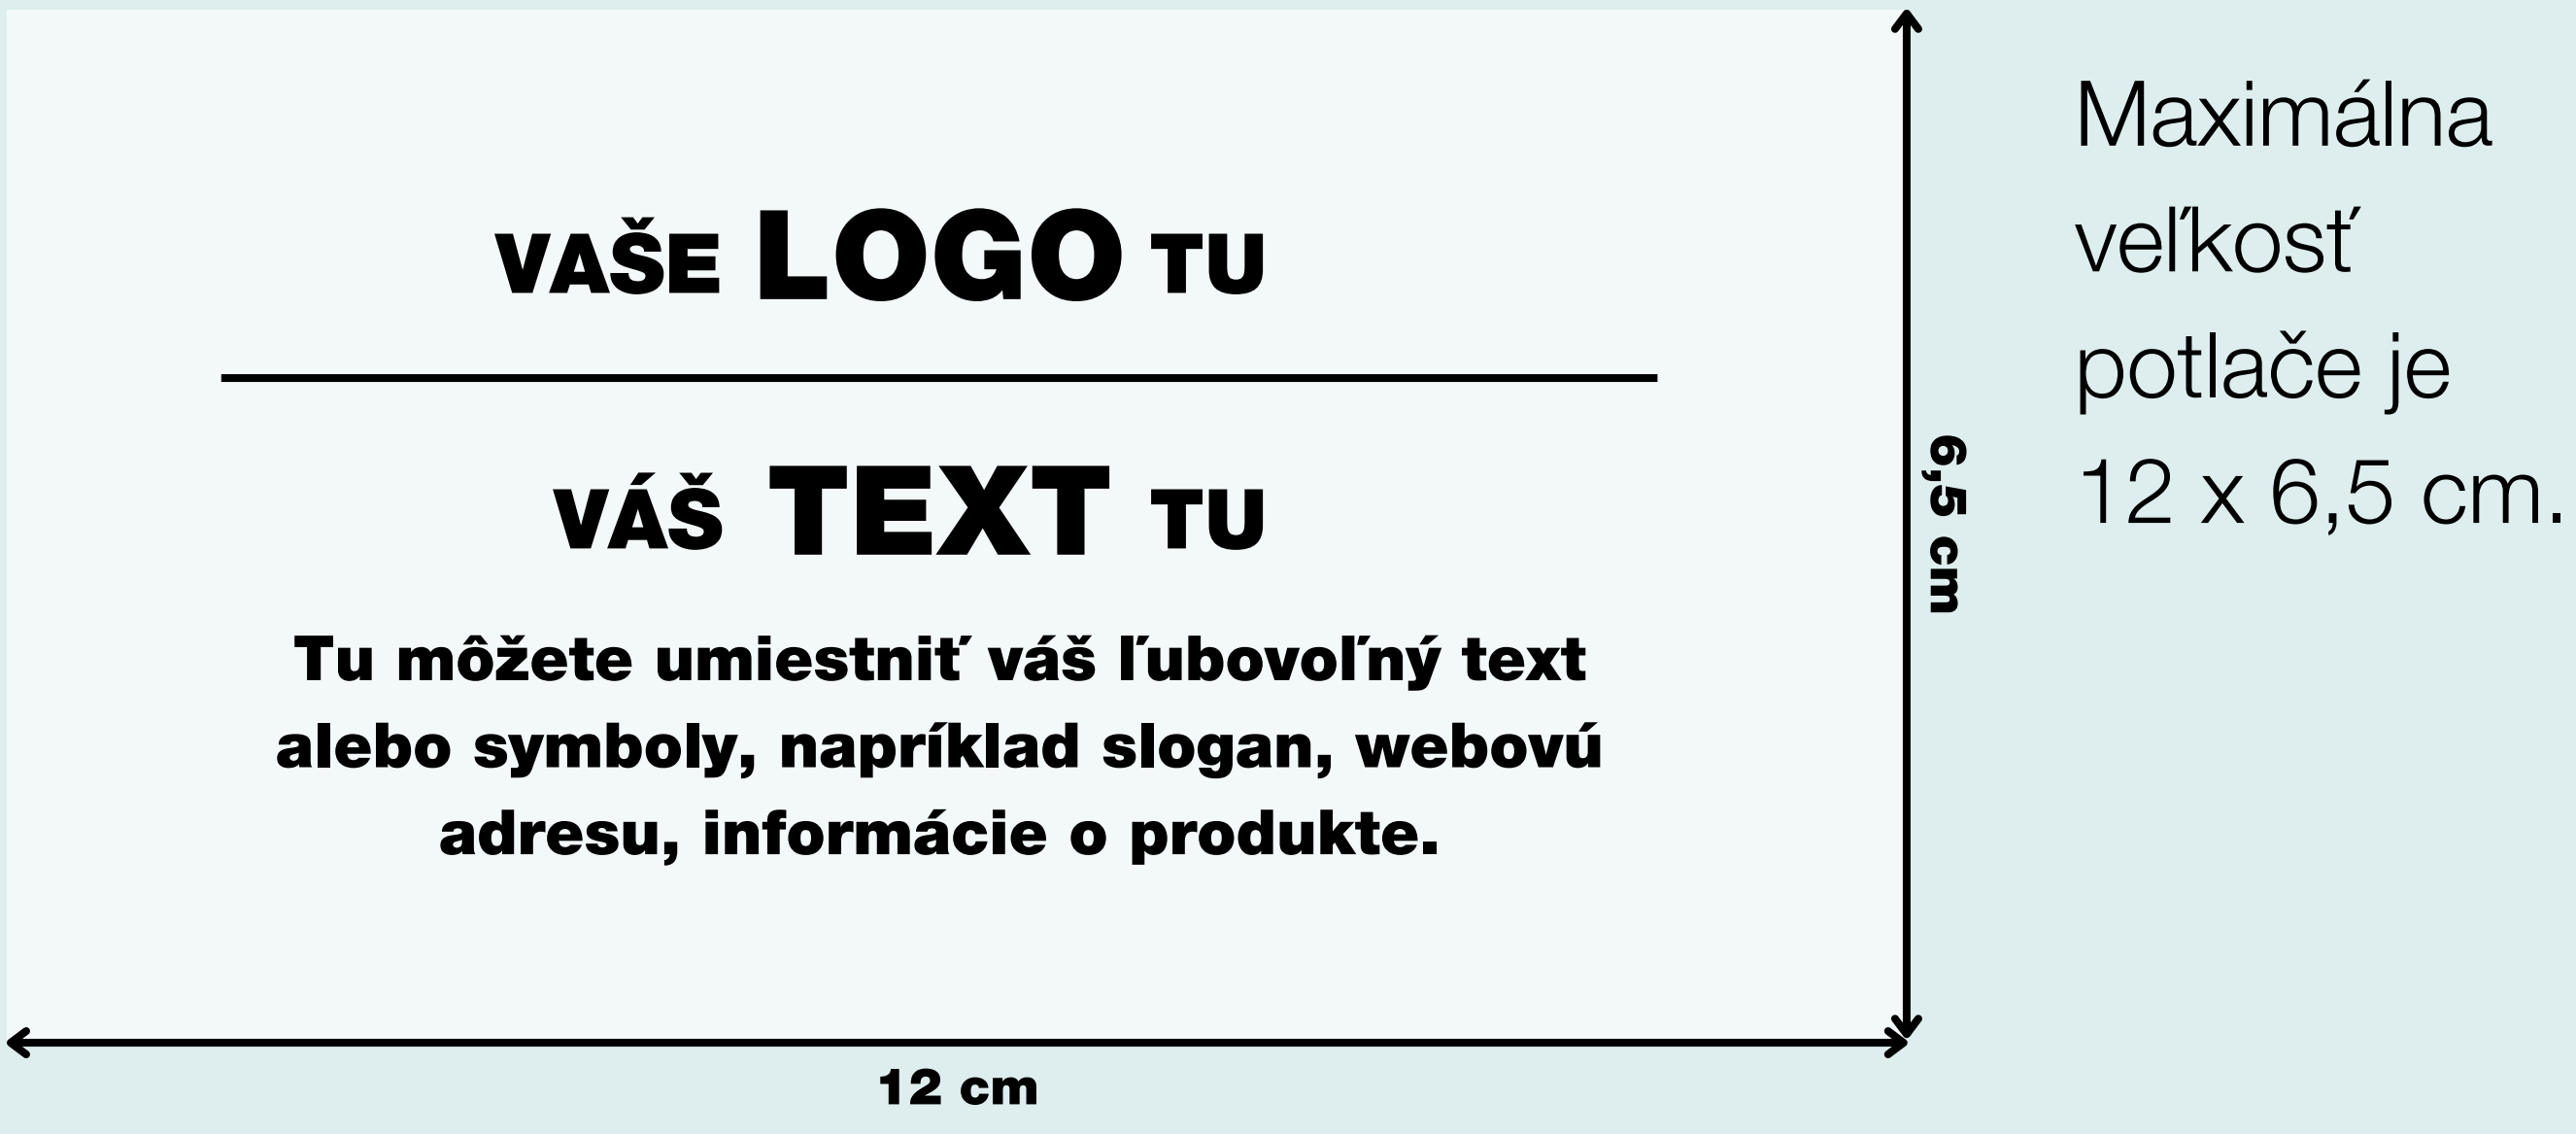 VAŠE LOGO TU
VÁŠ TEXT TU
Tu môžete umiestniť váš ľubovoľný text
alebo symboly, napríklad slogan, webovú
adresu, informácie o produkte.
12 cm
6,5 cm
Maximálna
veľkosť
potlače je
12 x 6,5 cm.